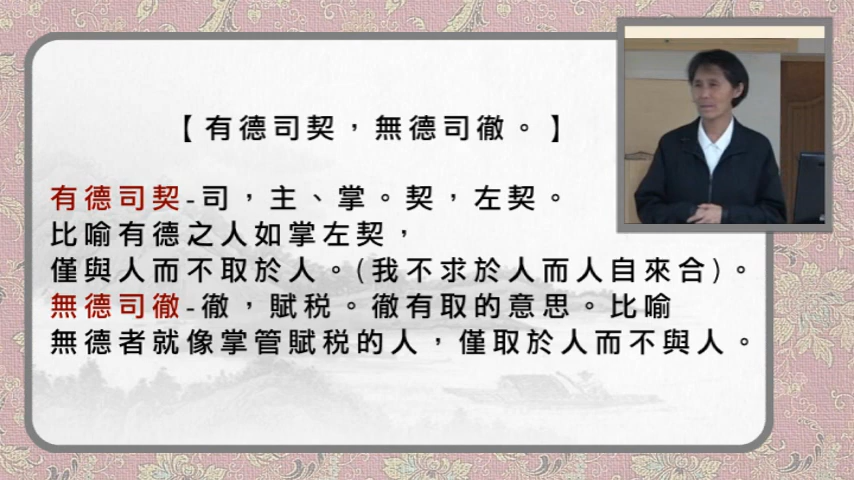 【有德司契，無德司徹。】
有德司契-司，主、掌。契，左契。
比喻有德之人如掌左契，
僅與人而不取於人。(我不求於人而人自來合)。
無德司徹-徹，賦税。徹有取的意思。比喻
無德者就像掌管賦税的人，僅取於人而不與人。